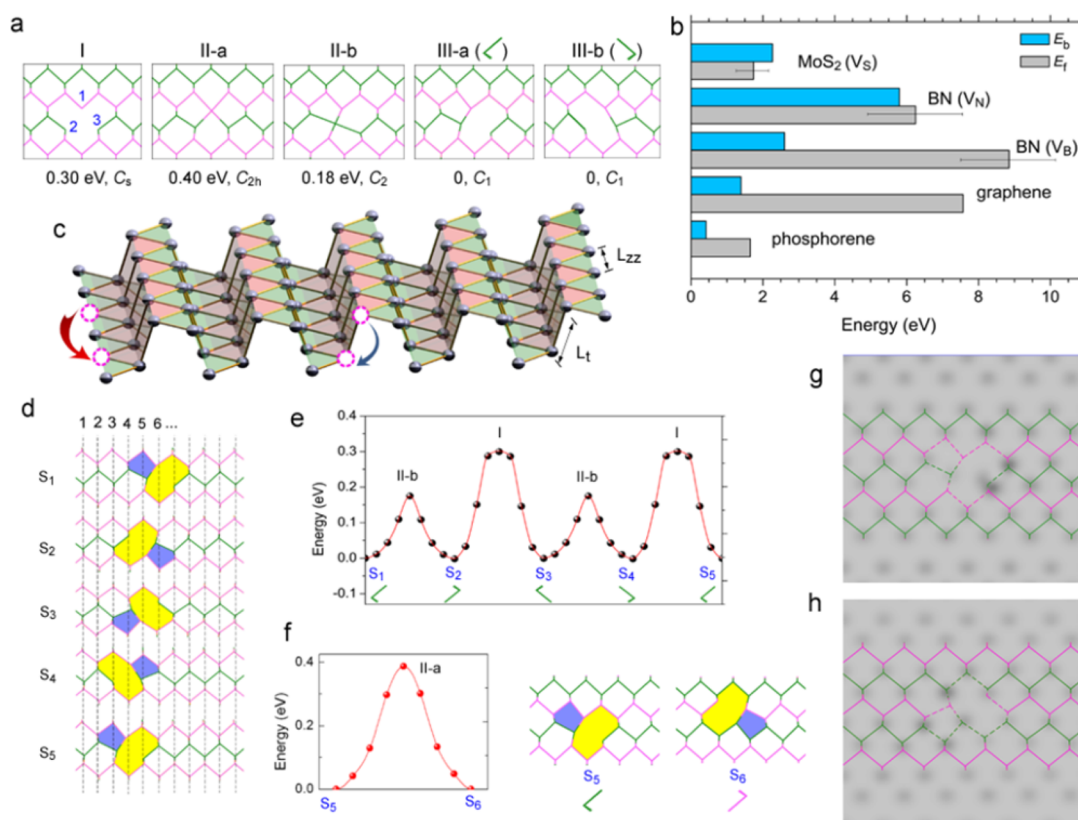 a
I II-a II-b III-a ( ) III-b ( )
1
2 3
0.30 eV, Cs 0.40 eV, C2h 0.18 eV, C2 0, C1 0, C1
b
Eb
Ef
MoS2 (VS)
BN (VN)
BN (VB)
graphene
phosphorene
0 2 4 6 8 10
Energy (eV)
c
Lzz
Lt
d
1 2 3 4 5 6 ...
S1
S2
S3
S4
S5
e
0.4
0.3
0.2
0.1
0.0
-0.1
Energy (eV)
II-b I II-b I
S1 S2 S3 S4 S5
f
0.4
0.2
0.0
Energy (eV)
II-a
S5 S6
S5 S6
g
h